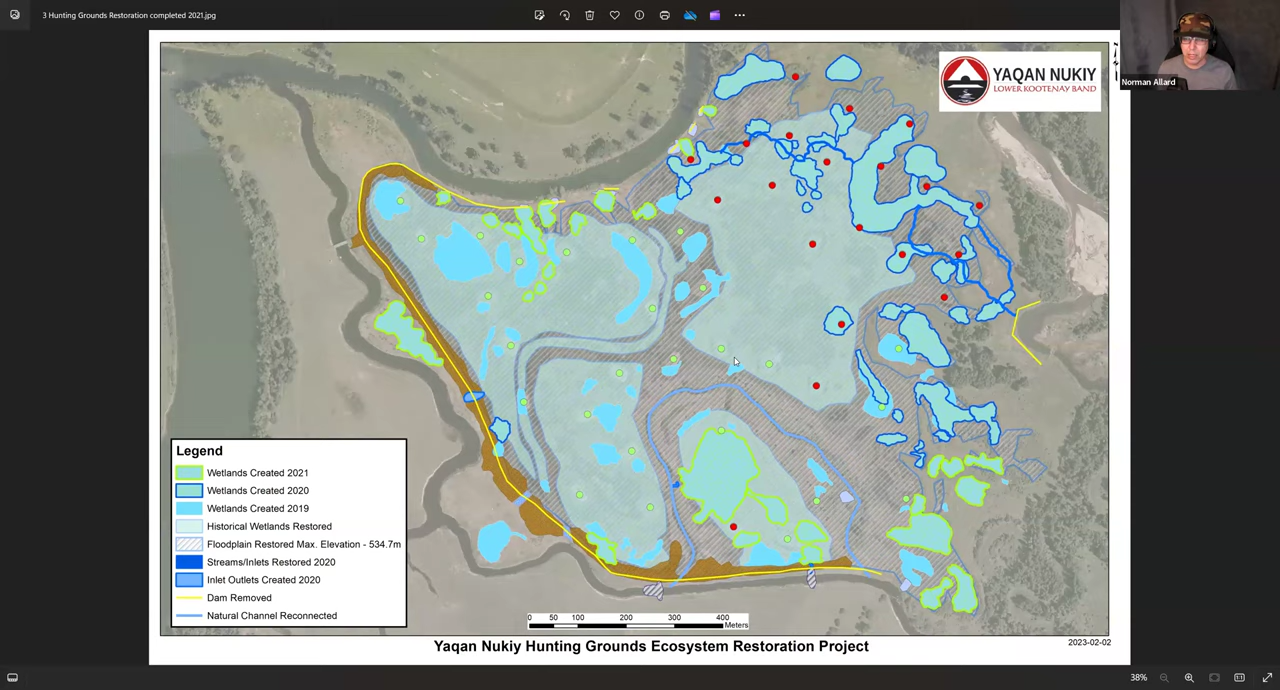 3 Hunting Grounds Restoration completed 2021.jpg
Norman Allard
YAQAN NUKIY
LOWER KOOTENAY BAND
Legend
Wetlands Created 2021
Wetlands Created 2020
Wetlands Created 2019
Historical Wetlands Restored
Floodplain Restored Max. Elevation - 534.7m
Streams/Inlets Restored 2020
Inlet Outlets Created 2020
Dam Removed
Natural Channel Reconnected
0 50 100 200 300 400
Meters
Yaqan Nukiy Hunting Grounds Ecosystem Restoration Project
2023-02-02
38%